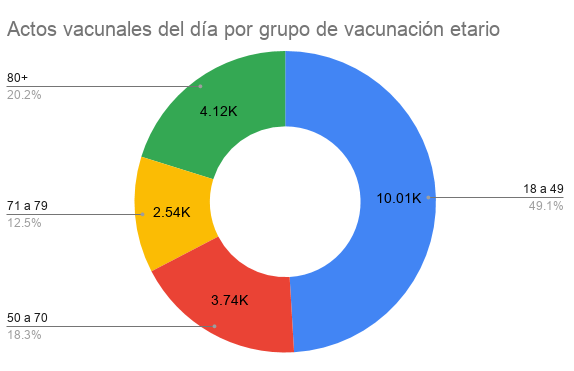 Actos vacunales del día por grupo de vacunación etario
80+
20.2%
4.12K
18 a 49
49.1%
10.01K
71 a 79
12.5%
2.54K
50 a 70
18.3%
3.74K